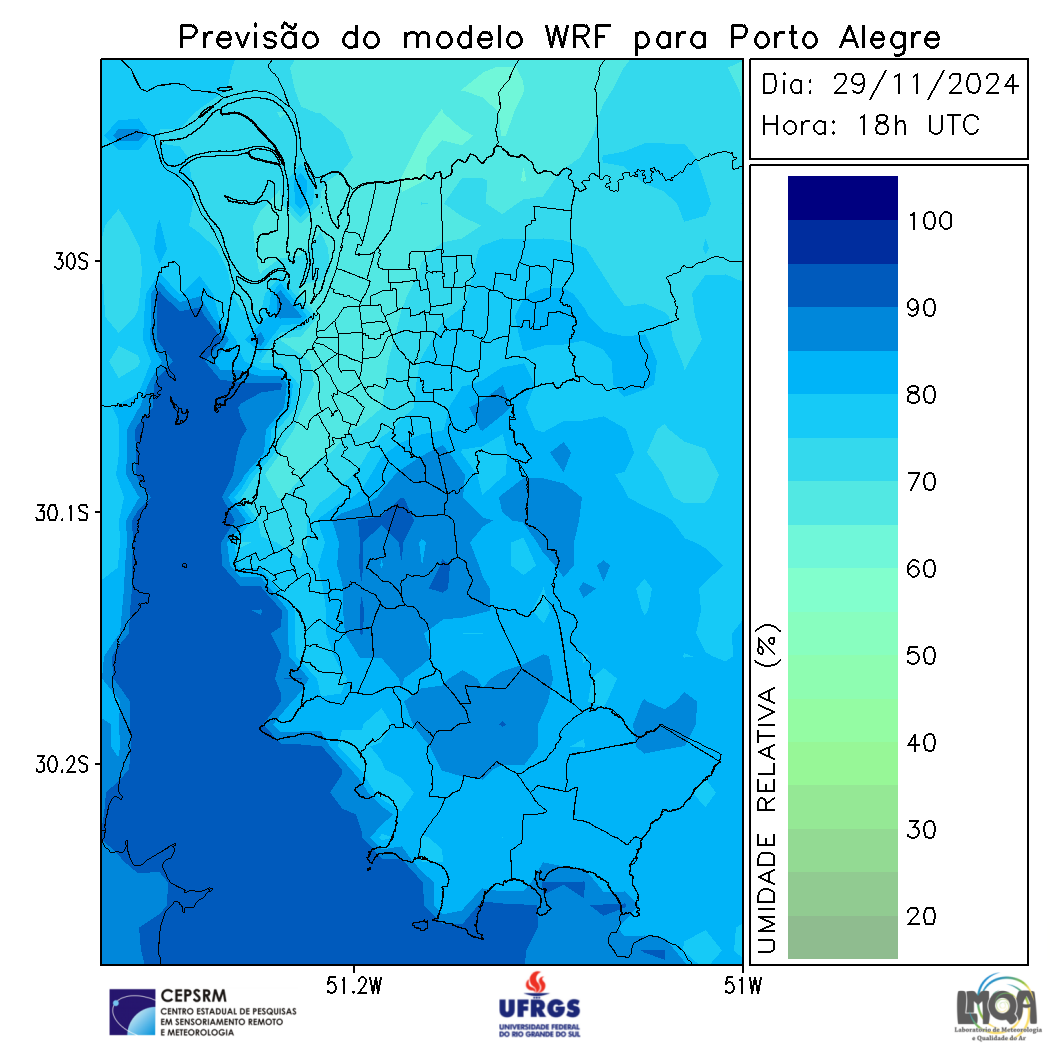 Previsão do modelo WRF para Porto Alegre
Dia: 29/11/2024
Hora: 18h UTC
30S
30.1S
30.2S
51.2W
51W
100
90
80
70
60
50
40
30
20
UMIDADE RELATIVA (%)
CEPSRM
CENTRO ESTADUAL DE PESQUISAS
EM SENSORIAMENTO REMOTO
E METEOROLOGIA
UFRGS
UNIVERSIDADE FEDERAL
DO RIO GRANDE DO SUL
LMQA
Laboratório de Meteorologia
e Qualidade do Ar